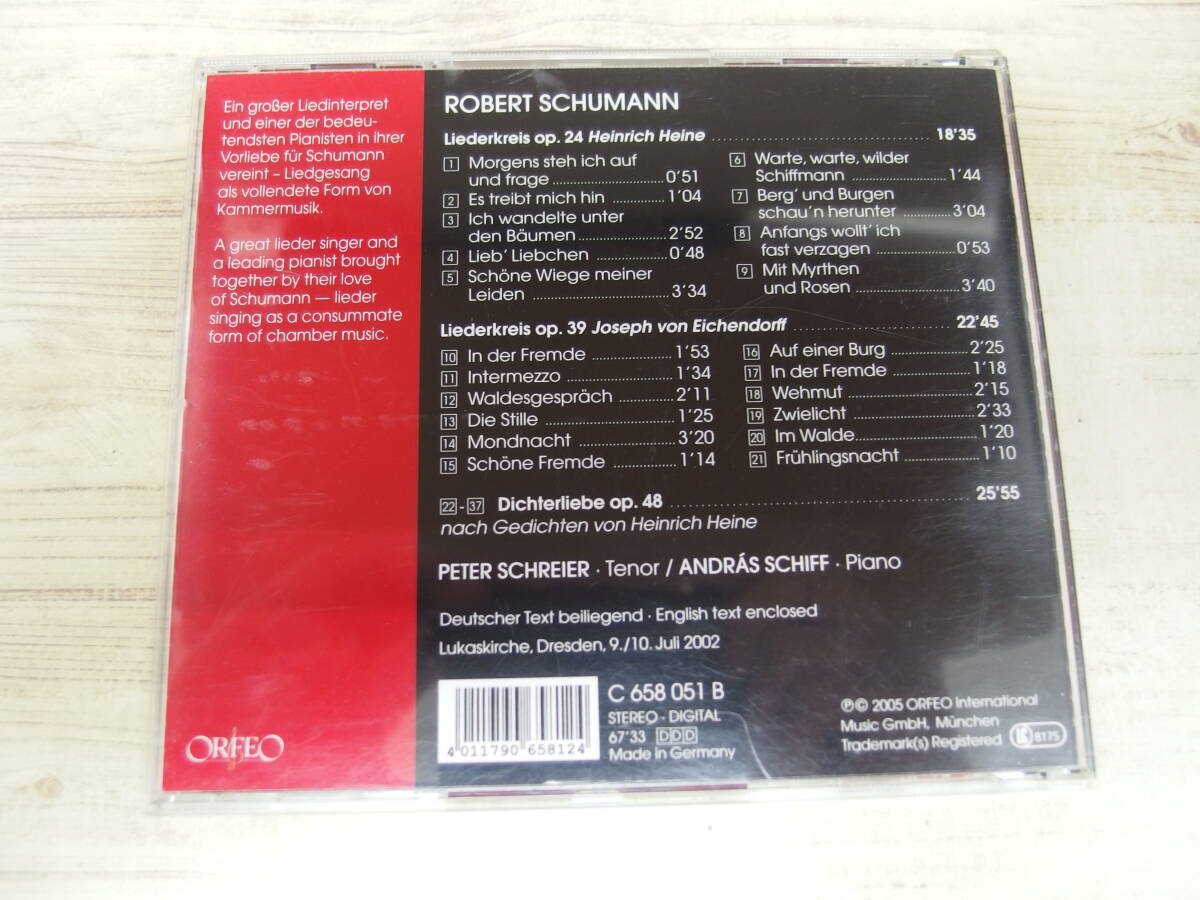 Ein großer Liedinterpret
und einer der bedeu-
tendsten Pianisten in ihrer
Vorliebe für Schumann
vereint – Liedgesang
als vollendete Form von
Kammermusik.
A great lieder singer and
a leading pianist brought
together by their love
of Schumann — lieder
singing as a consummate
form of chamber music.
ORFEO
ROBERT SCHUMANN
Liederkreis op. 24 Heinrich Heine 18'35
1 Morgens steh ich auf
und frage 0'51
2 Es treibt mich hin 1'04
3 Ich wandelte unter
den Bäumen 2'52
4 Lieb' Liebchen 0'48
5 Schöne Wiege meiner
Leiden 3'34
6 Warte, warte, wilder
Schiffmann 1'44
7 Berg' und Burgen
schau'n herunter 3'04
8 Anfangs wollt' ich
fast verzagen 0'53
9 Mit Myrthen
und Rosen 3'40
Liederkreis op. 39 Joseph von Eichendorff 22'45
10 In der Fremde 1'53
11 Intermezzo 1'34
12 Waldesgespräch 2'11
13 Die Stille 1'25
14 Mondnacht 3'20
15 Schöne Fremde 1'14
16 Auf einer Burg 2'25
17 In der Fremde 1'18
18 Wehmut 2'15
19 Zwielicht 2'33
20 Im Walde 1'20
21 Frühlingsnacht 1'10
22 - 37 Dichterliebe op. 48 25'55
nach Gedichten von Heinrich Heine
PETER SCHREIER · Tenor / ANDRÁS SCHIFF · Piano
Deutscher Text beiliegend · English text enclosed
Lukaskirche, Dresden, 9./10. Juli 2002
4 011790 658124
C 658 051 B
STEREO · DIGITAL
67'33 DDD
Made in Germany
℗© 2005 ORFEO International
Music GmbH, München
Trademark(s) Registered
LC 8175